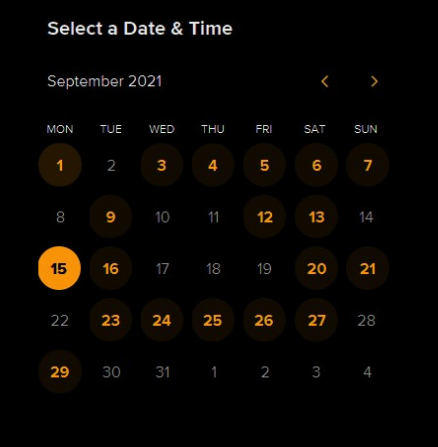 Select a Date & Time
September 2021 < >
MON TUE WED THU FRI SAT SUN
1 2 3 4 5 6 7
8 9 10 11 12 13 14
15 16 17 18 19 20 21
22 23 24 25 26 27 28
29 30 31 1 2 3 4